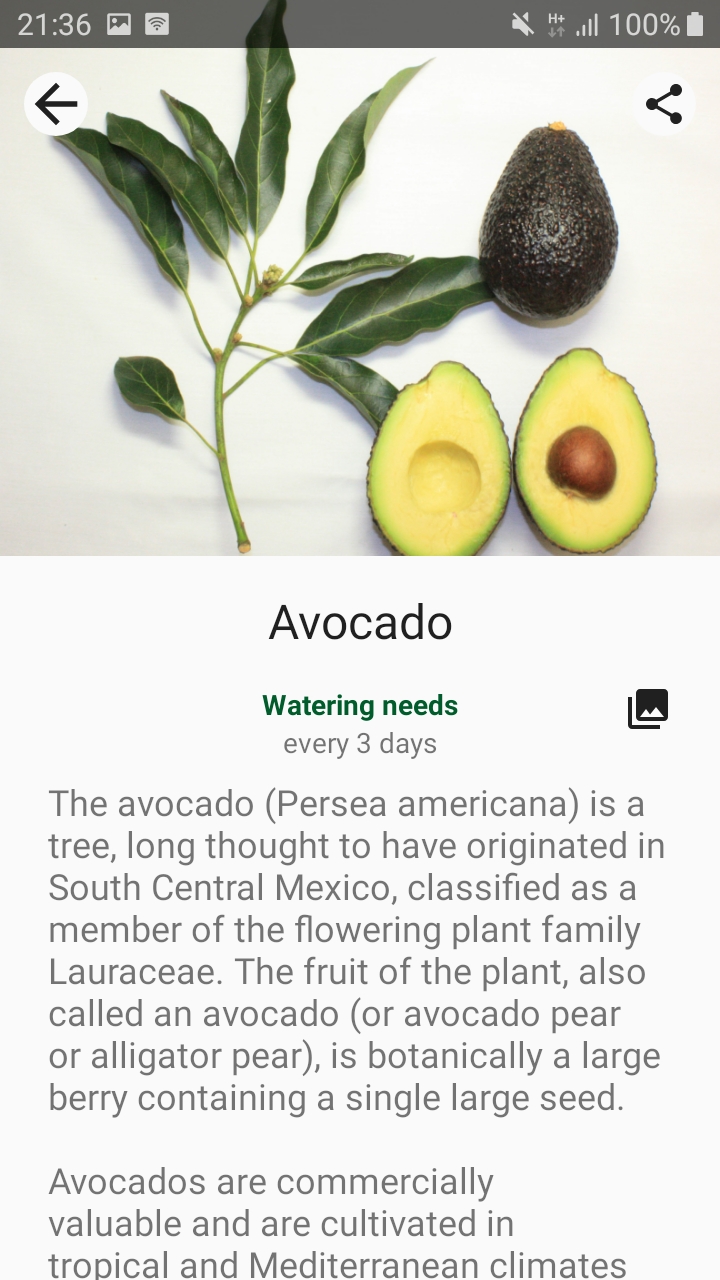 21:36 H+ 100%
Avocado
Watering needs
every 3 days
The avocado (Persea americana) is a
tree, long thought to have originated in
South Central Mexico, classified as a
member of the flowering plant family
Lauraceae. The fruit of the plant, also
called an avocado (or avocado pear
or alligator pear), is botanically a large
berry containing a single large seed.
Avocados are commercially
valuable and are cultivated in
tropical and Mediterranean climates